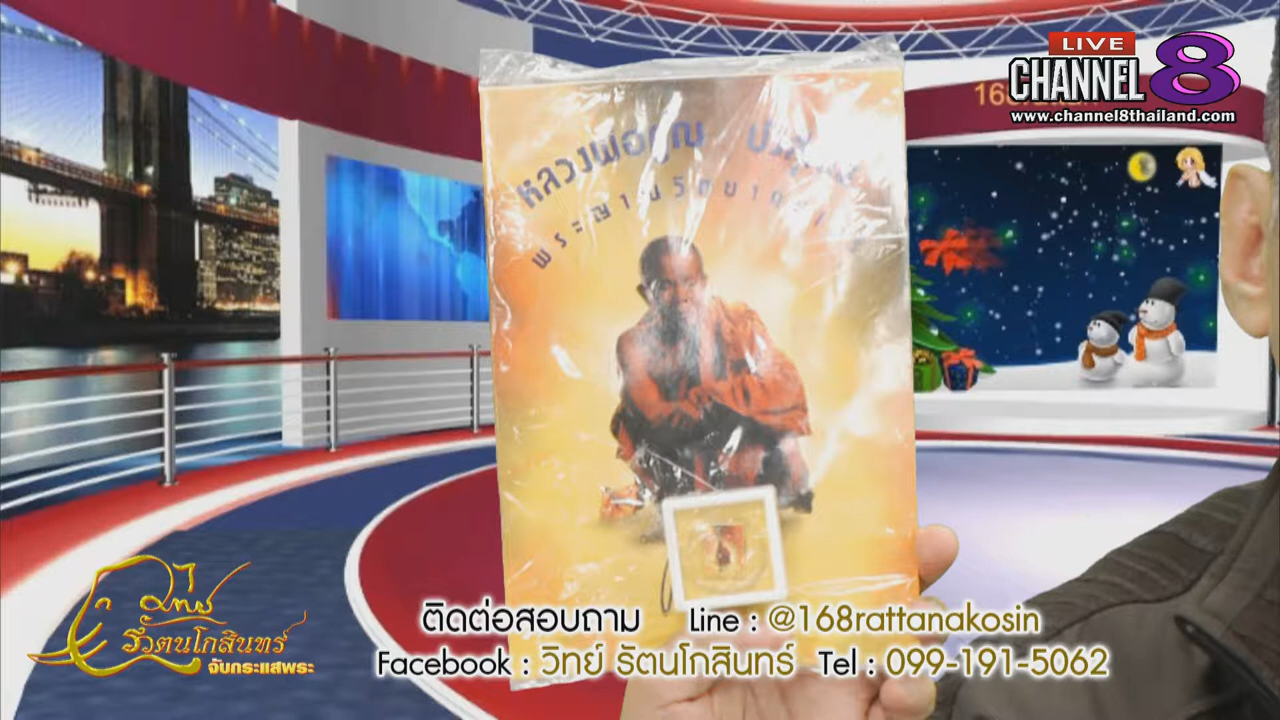 LIVE
CHANNEL 8
www.channel8thailand.com
หลวงพ่อคูณ
วิทย์
รัตนโกสินทร์
จับกระแสพระ
ติดต่อสอบถาม Line : @168rattanakosin
Facebook : วิทย์ รัตนโกสินทร์ Tel : 099-191-5062